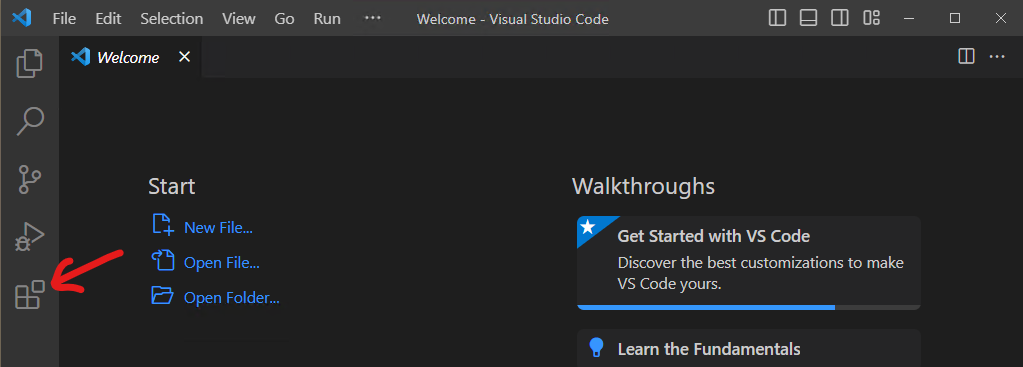 File Edit Selection View Go Run ··· Welcome - Visual Studio Code
Welcome
Start
New File...
Open File...
Open Folder...
Walkthroughs
Get Started with VS Code
Discover the best customizations to make
VS Code yours.
Learn the Fundamentals